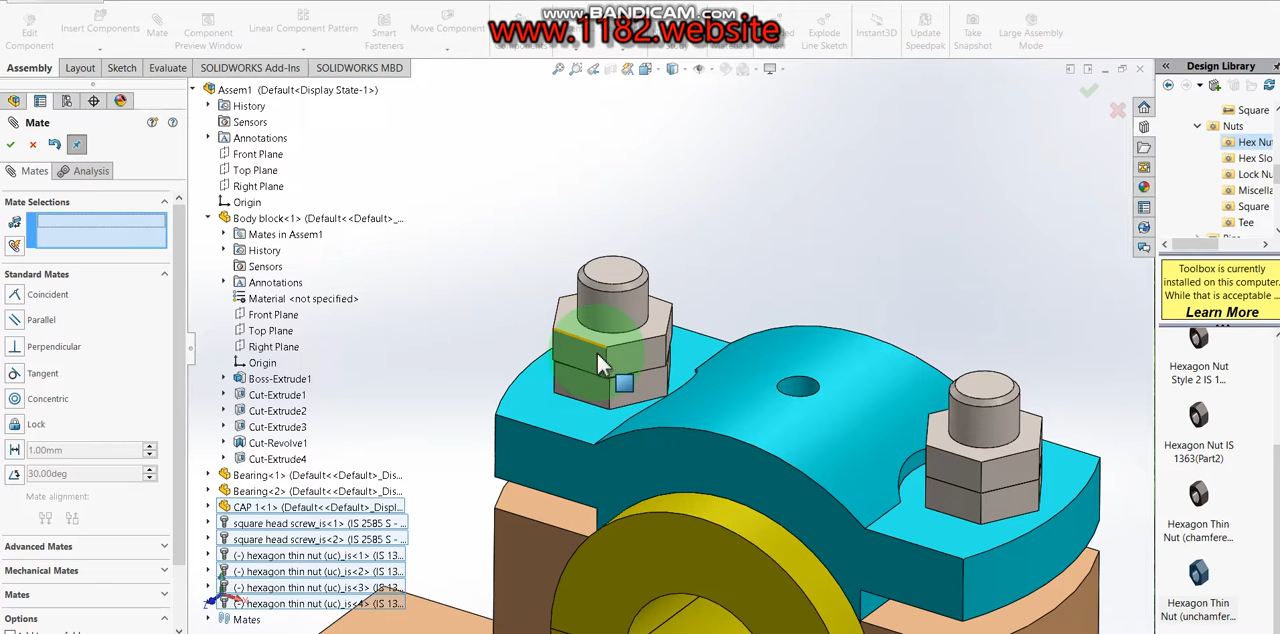 www.BANDICAM.com
www.1182.website
Edit
Component
Insert Components
Mate
Component
Preview Window
Linear Component Pattern
Smart
Fasteners
Move Component
Explode
Line Sketch
Instant3D
Update
Speedpak
Take
Snapshot
Large Assembly
Mode
Assembly
Layout
Sketch
Evaluate
SOLIDWORKS Add-Ins
SOLIDWORKS MBD
Mate
Mates
Analysis
Mate Selections
Standard Mates
Coincident
Parallel
Perpendicular
Tangent
Concentric
Lock
1.00mm
30.00deg
Mate alignment:
Advanced Mates
Mechanical Mates
Mates
Options
Assem1 (Default<Display State-1>)
History
Sensors
Annotations
Front Plane
Top Plane
Right Plane
Origin
Body block<1> (Default<<Default>_...
Mates in Assem1
History
Sensors
Annotations
Material <not specified>
Front Plane
Top Plane
Right Plane
Origin
Boss-Extrude1
Cut-Extrude1
Cut-Extrude2
Cut-Extrude3
Cut-Revolve1
Cut-Extrude4
Bearing<1> (Default<<Default>_Dis...
Bearing<2> (Default<<Default>_Dis...
CAP 1<1> (Default<<Default>_Displ...
square head screw_is<1> (IS 2585 S - ...
square head screw_is<2> (IS 2585 S - ...
(-) hexagon thin nut (uc)_is<1> (IS 13...
(-) hexagon thin nut (uc)_is<2> (IS 13...
(-) hexagon thin nut (uc)_is<3> (IS 13...
(-) hexagon thin nut (uc)_is<4> (IS 13...
Mates
Design Library
Square
Nuts
Hex Nu
Hex Slo
Lock Nu
Miscella
Square
Tee
Toolbox is currently
installed on this computer.
While that is acceptable ...
Learn More
Hexagon Nut
Style 2 IS 1...
Hexagon Nut IS
1363(Part2)
Hexagon Thin
Nut (chamfere...
Hexagon Thin
Nut (unchamfer...